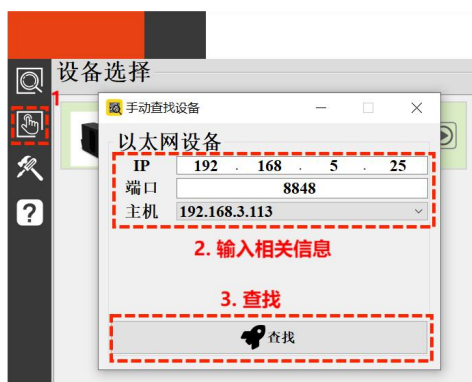 设备选择
1
手动查找设备
以太网设备
IP 192 . 168 . 5 . 25
端口 8848
主机 192.168.3.113
2. 输入相关信息
3. 查找
查找
?